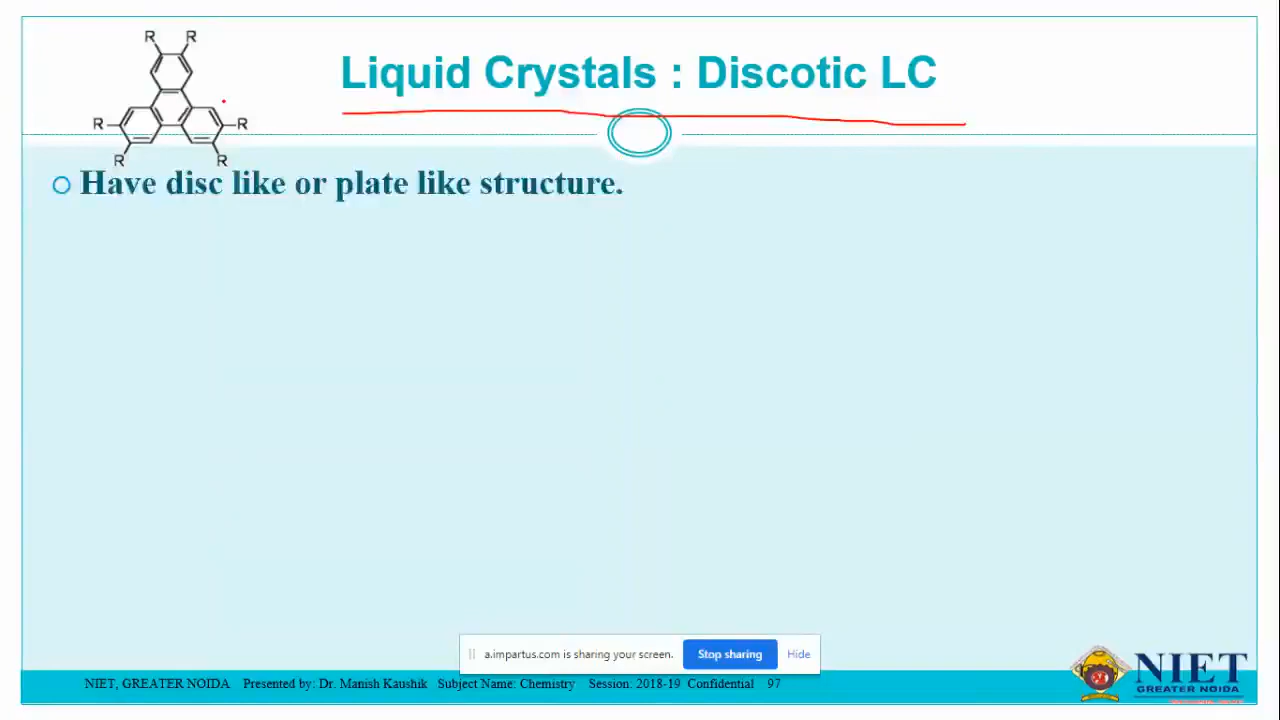 R R
Liquid Crystals : Discotic LC
R R
R R
Have disc like or plate like structure.
a.impartus.com is sharing your screen. Stop sharing Hide
NIET, GREATER NOIDA Presented by: Dr. Manish Kaushik Subject Name: Chemistry Session: 2018-19 Confidential 97
NIET
GREATER NOIDA